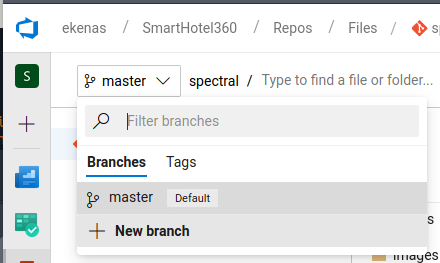 ekenas / SmartHotel360 / Repos / Files /
S
master spectral / Type to find a file or folder...
Filter branches
Branches Tags
master Default
New branch
images